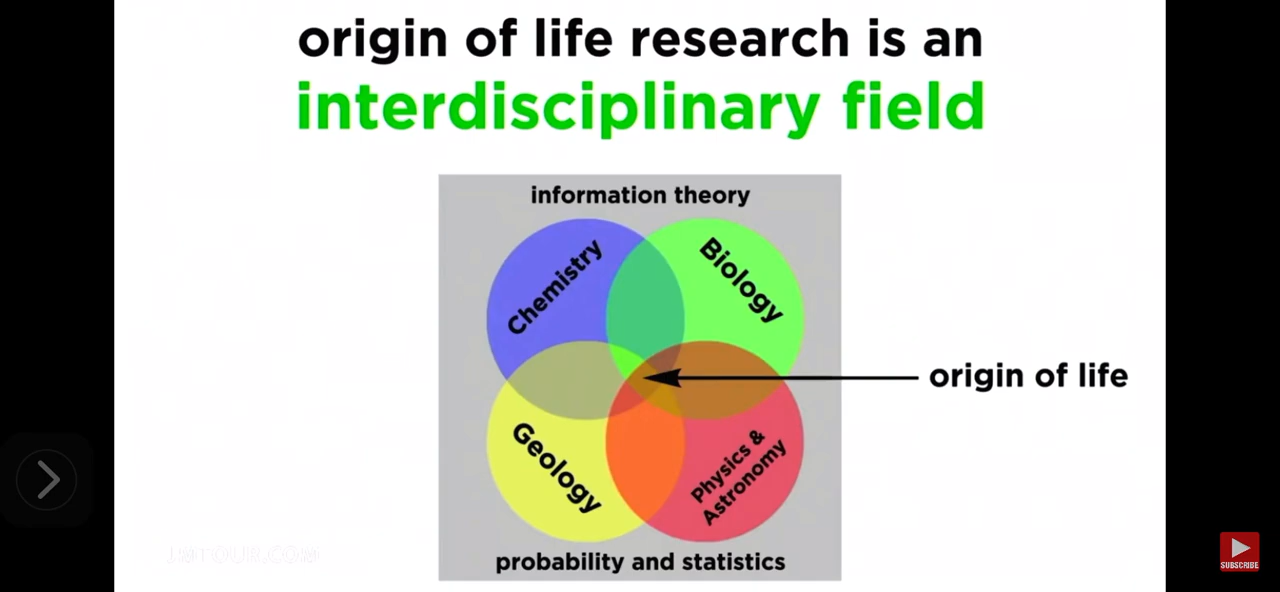 origin of life research is an
interdisciplinary field
information theory
Chemistry
Biology
origin of life
Geology
Physics &
Astronomy
probability and statistics
SUBSCRIBE